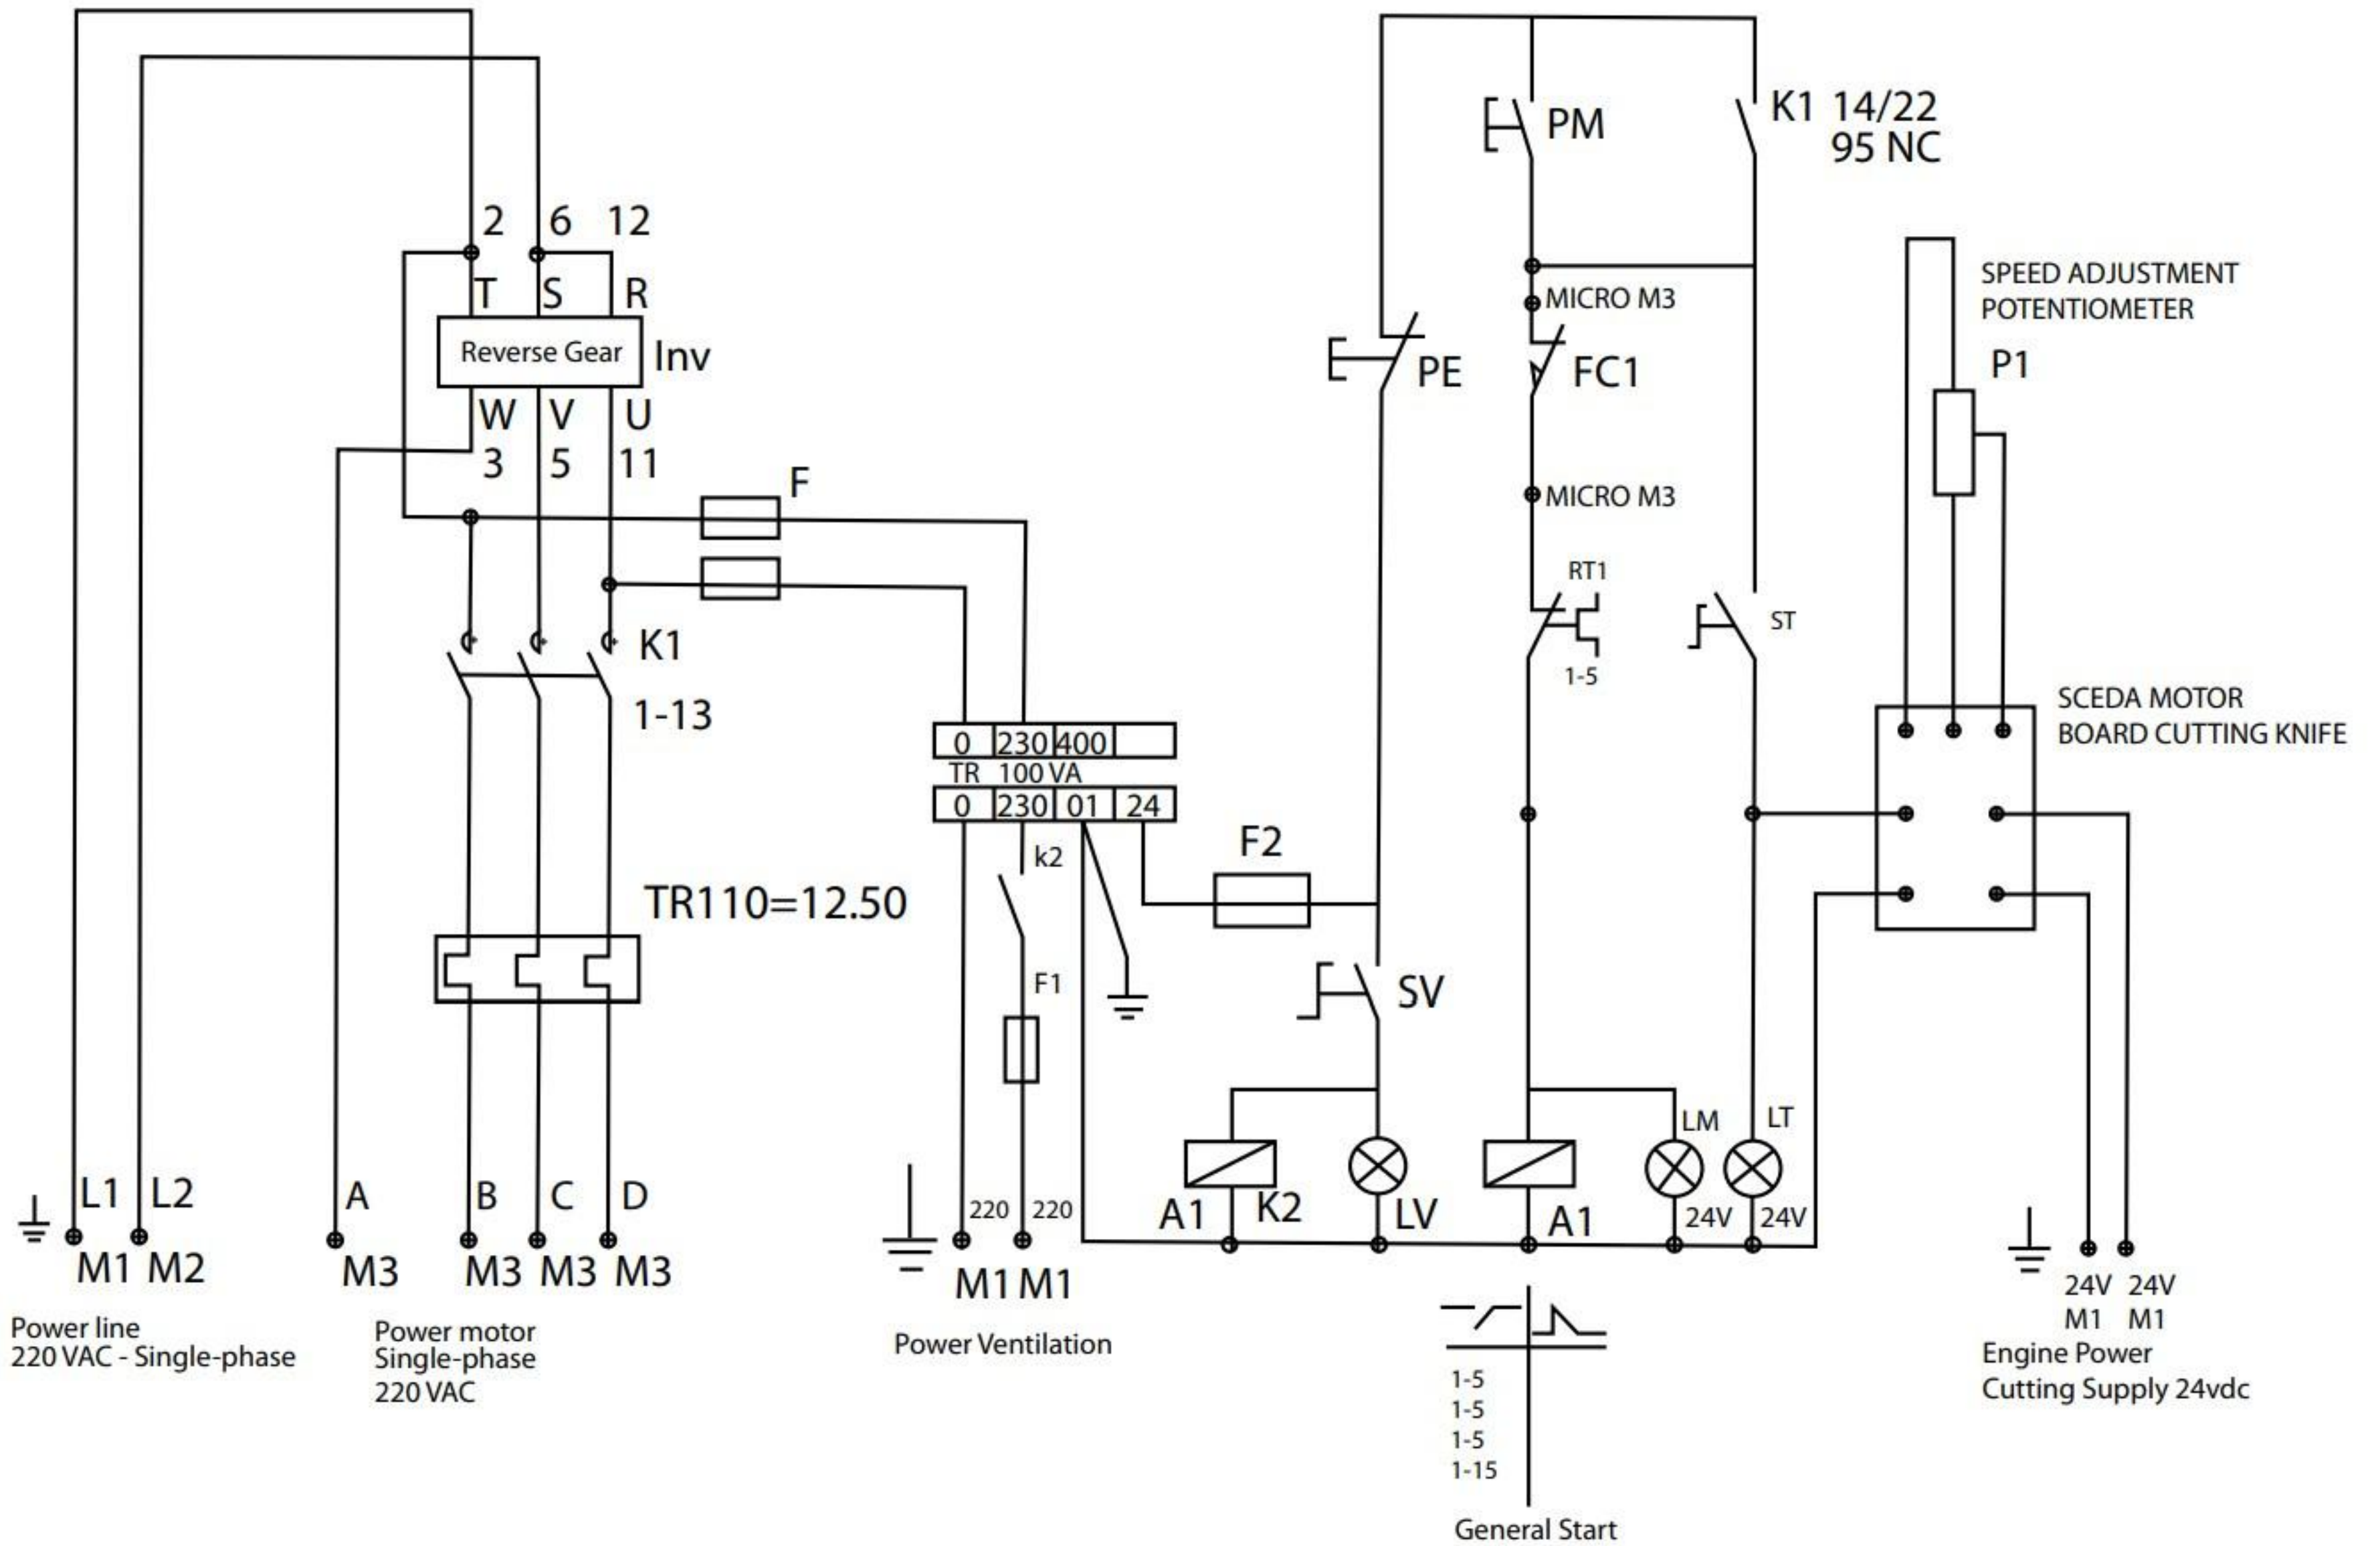 PM
K1 14/22
95 NC
2 6 12
T S R
Reverse Gear
Inv
W V U
3 5 11
F
MICRO M3
PE
FC1
MICRO M3
SPEED ADJUSTMENT
POTENTIOMETER
P1
RT1
1-5
ST
K1
1-13
0 230 400
TR 100 VA
0 230 01 24
SCEDA MOTOR
BOARD CUTTING KNIFE
k2
F2
TR110=12.50
F1
SV
LM
LT
L1 L2
A
B C D
220 220
A1 K2
LV
A1
24V 24V
M1 M2
M3
M3 M3 M3
M1 M1
24V 24V
M1 M1
Power line
220 VAC - Single-phase
Power motor
Single-phase
220 VAC
Power Ventilation
Engine Power
Cutting Supply 24vdc
1-5
1-5
1-5
1-15
General Start